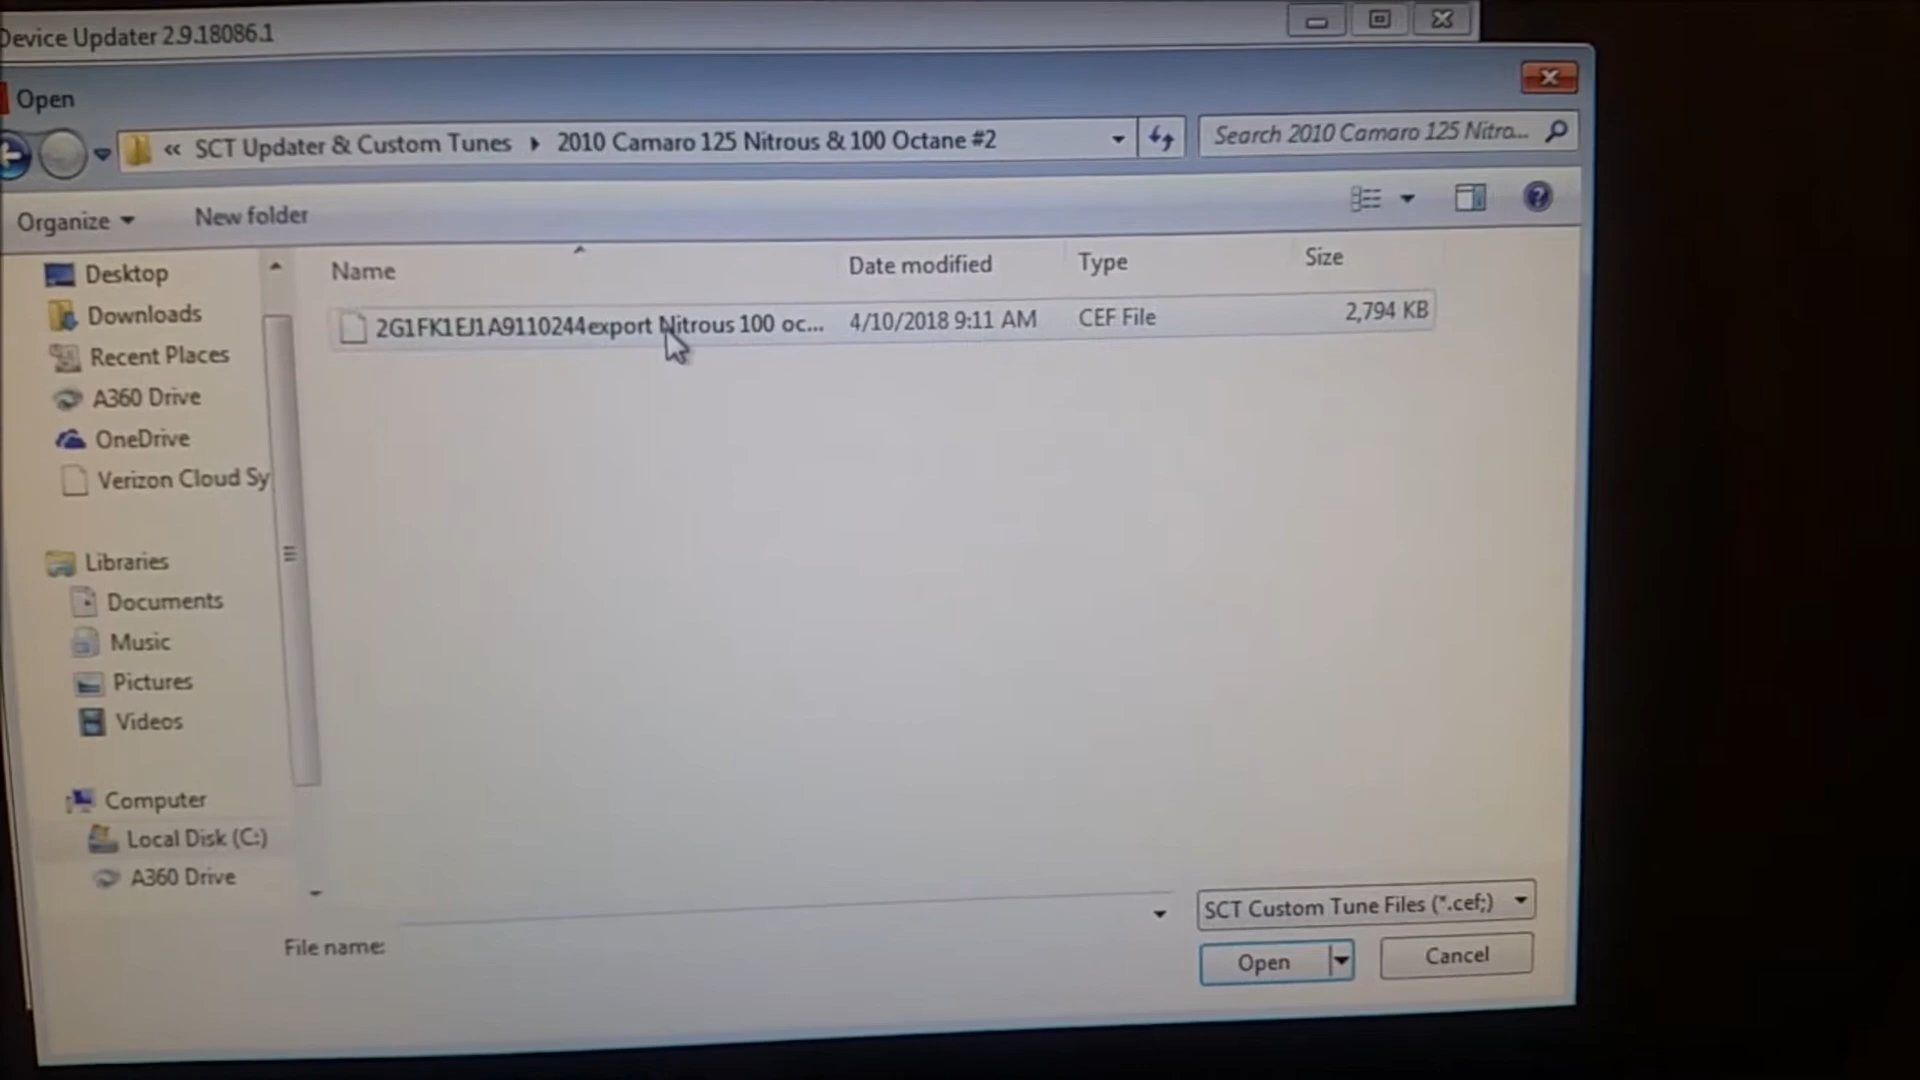 Device Updater 2.9.18086.1
Open
« SCT Updater & Custom Tunes 2010 Camaro 125 Nitrous & 100 Octane #2
Search 2010 Camaro 125 Nitro...
Organize
New folder
?
Name
Date modified
Type
Size
2G1FK1EJ1A9110244export Nitrous 100 oc...
4/10/2018 9:11 AM
CEF File
2,794 KB
Desktop
Downloads
Recent Places
A360 Drive
OneDrive
Verizon Cloud Sy
Libraries
Documents
Music
Pictures
Videos
Computer
Local Disk (C:)
A360 Drive
File name:
SCT Custom Tune Files (*.cef;)
Open
Cancel